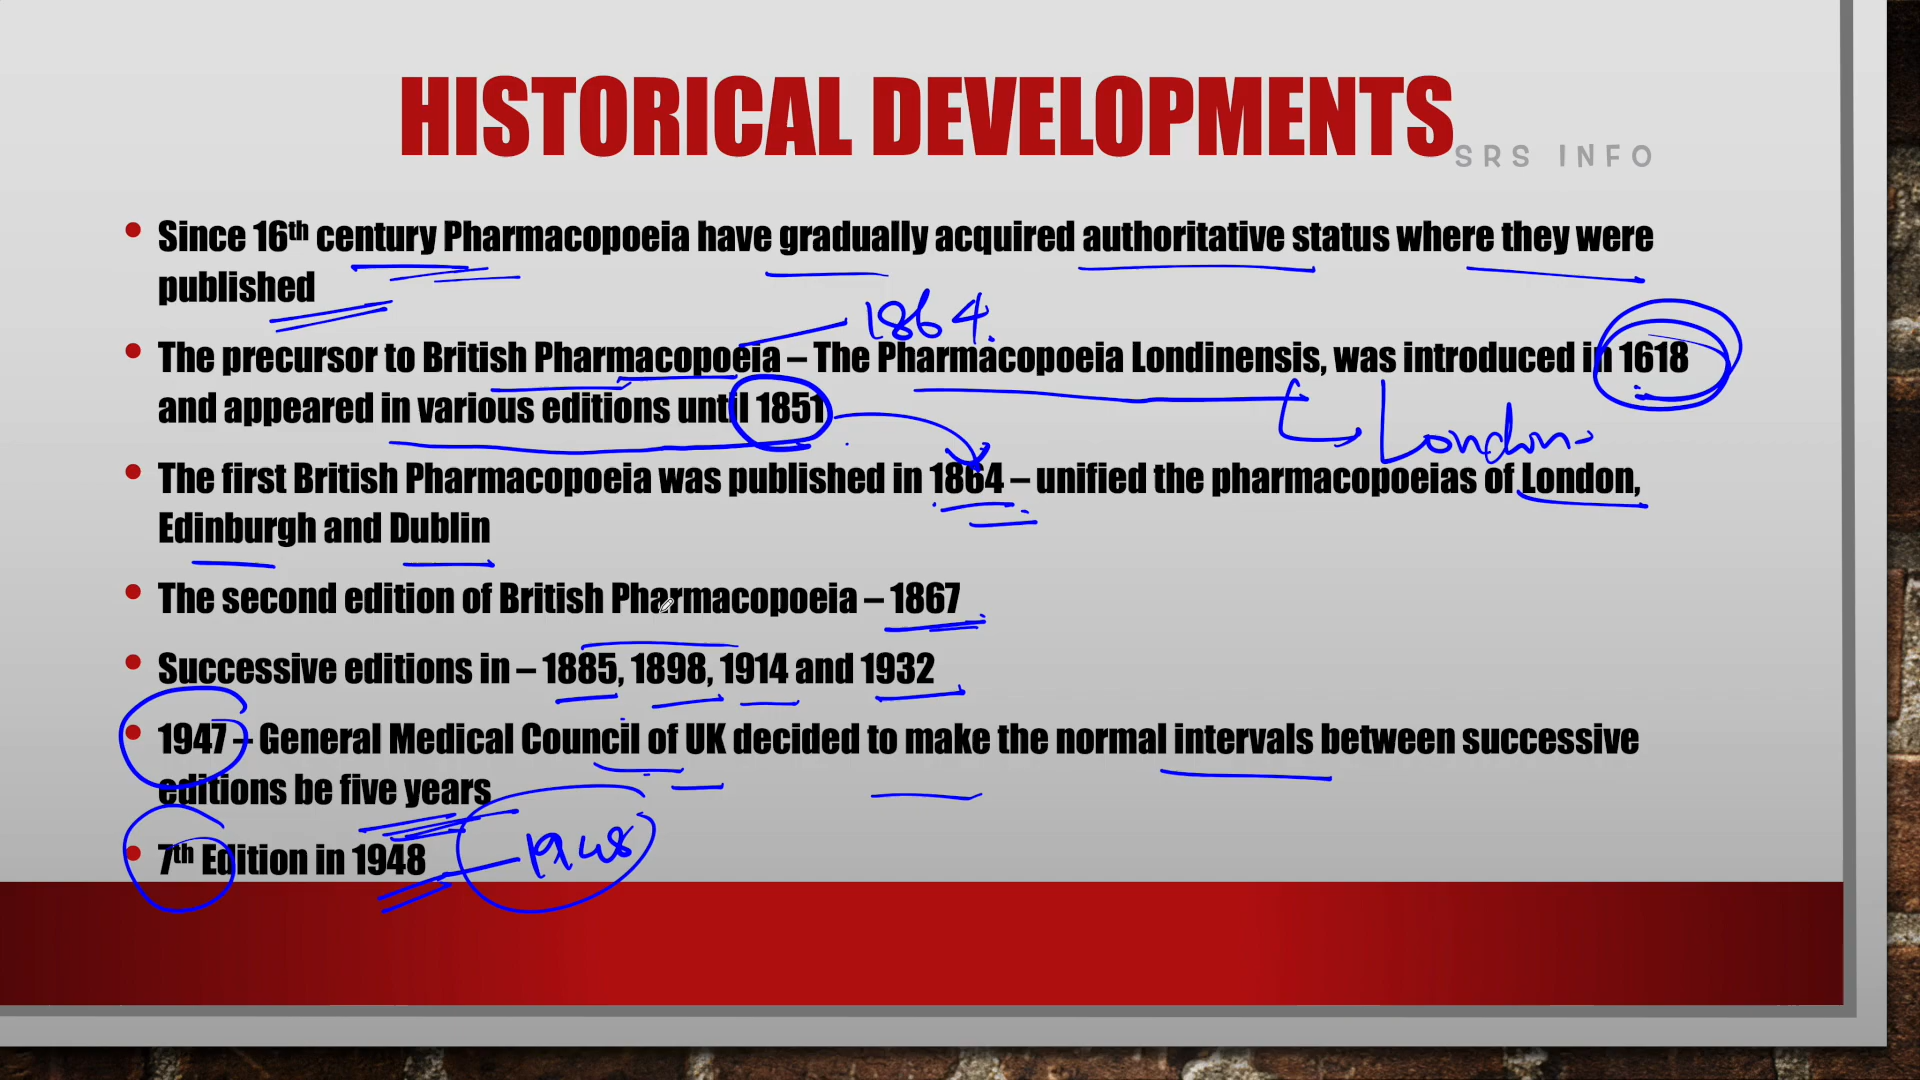 HISTORICAL DEVELOPMENTS
SRS INFO
• Since 16th century Pharmacopoeia have gradually acquired authoritative status where they were
published
1864.
• The precursor to British Pharmacopoeia – The Pharmacopoeia Londinensis, was introduced in 1618
and appeared in various editions until 1851
London
• The first British Pharmacopoeia was published in 1864 – unified the pharmacopoeias of London,
Edinburgh and Dublin
• The second edition of British Pharmacopoeia – 1867
• Successive editions in – 1885, 1898, 1914 and 1932
• 1947 – General Medical Council of UK decided to make the normal intervals between successive
editions be five years
• 7th Edition in 1948
1948